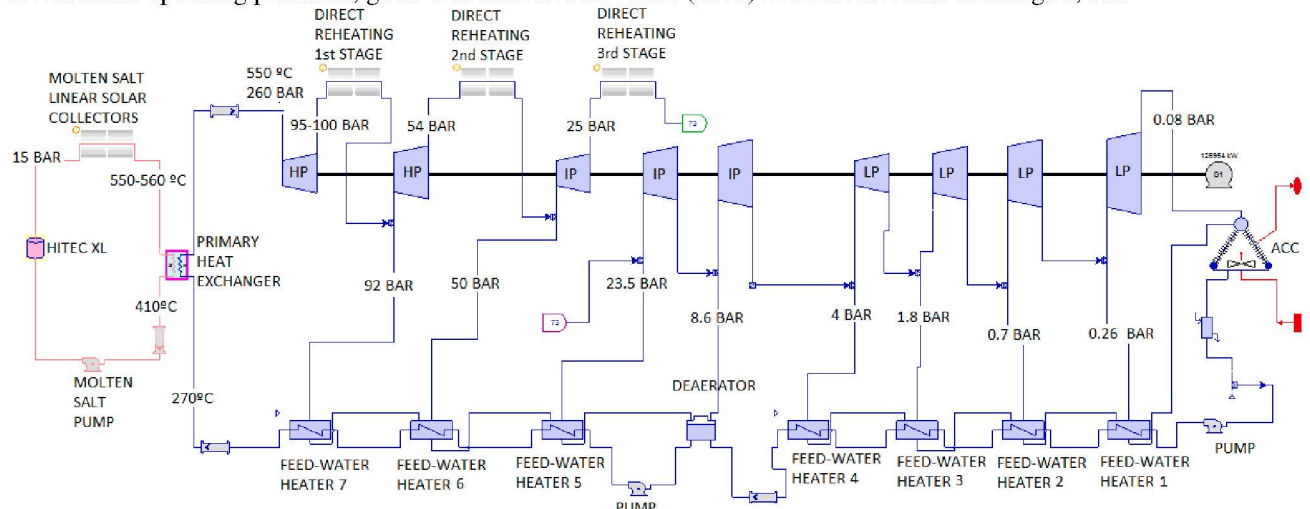 DIRECT
REHEATING
1st STAGE
DIRECT
REHEATING
2nd STAGE
DIRECT
REHEATING
3rd STAGE
MOLTEN SALT
LINEAR SOLAR
COLLECTORS
550 ºC
260 BAR
15 BAR
95-100 BAR
54 BAR
25 BAR
73
0.08 BAR
550-560 ºC
HP
HP
IP
IP
IP
LP
LP
LP
LP
G1
HITEC XL
PRIMARY
HEAT
EXCHANGER
ACC
410ºC
92 BAR
50 BAR
23.5 BAR
73
8.6 BAR
4 BAR
1.8 BAR
0.7 BAR
0.26 BAR
MOLTEN
SALT
PUMP
270ºC
DEAERATOR
FEED-WATER
HEATER 7
FEED-WATER
HEATER 6
FEED-WATER
HEATER 5
PUMP
FEED-WATER
HEATER 4
FEED-WATER
HEATER 3
FEED-WATER
HEATER 2
FEED-WATER
HEATER 1
PUMP